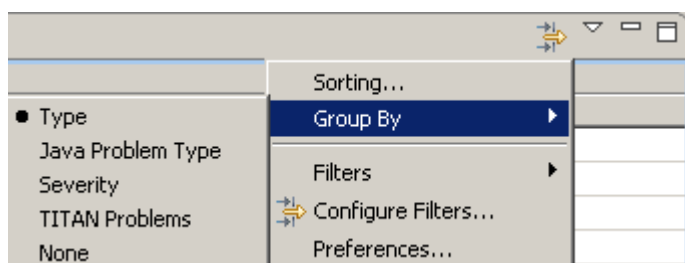 Sorting...
Group By
Filters
Configure Filters...
Preferences...
Type
Java Problem Type
Severity
TITAN Problems
None